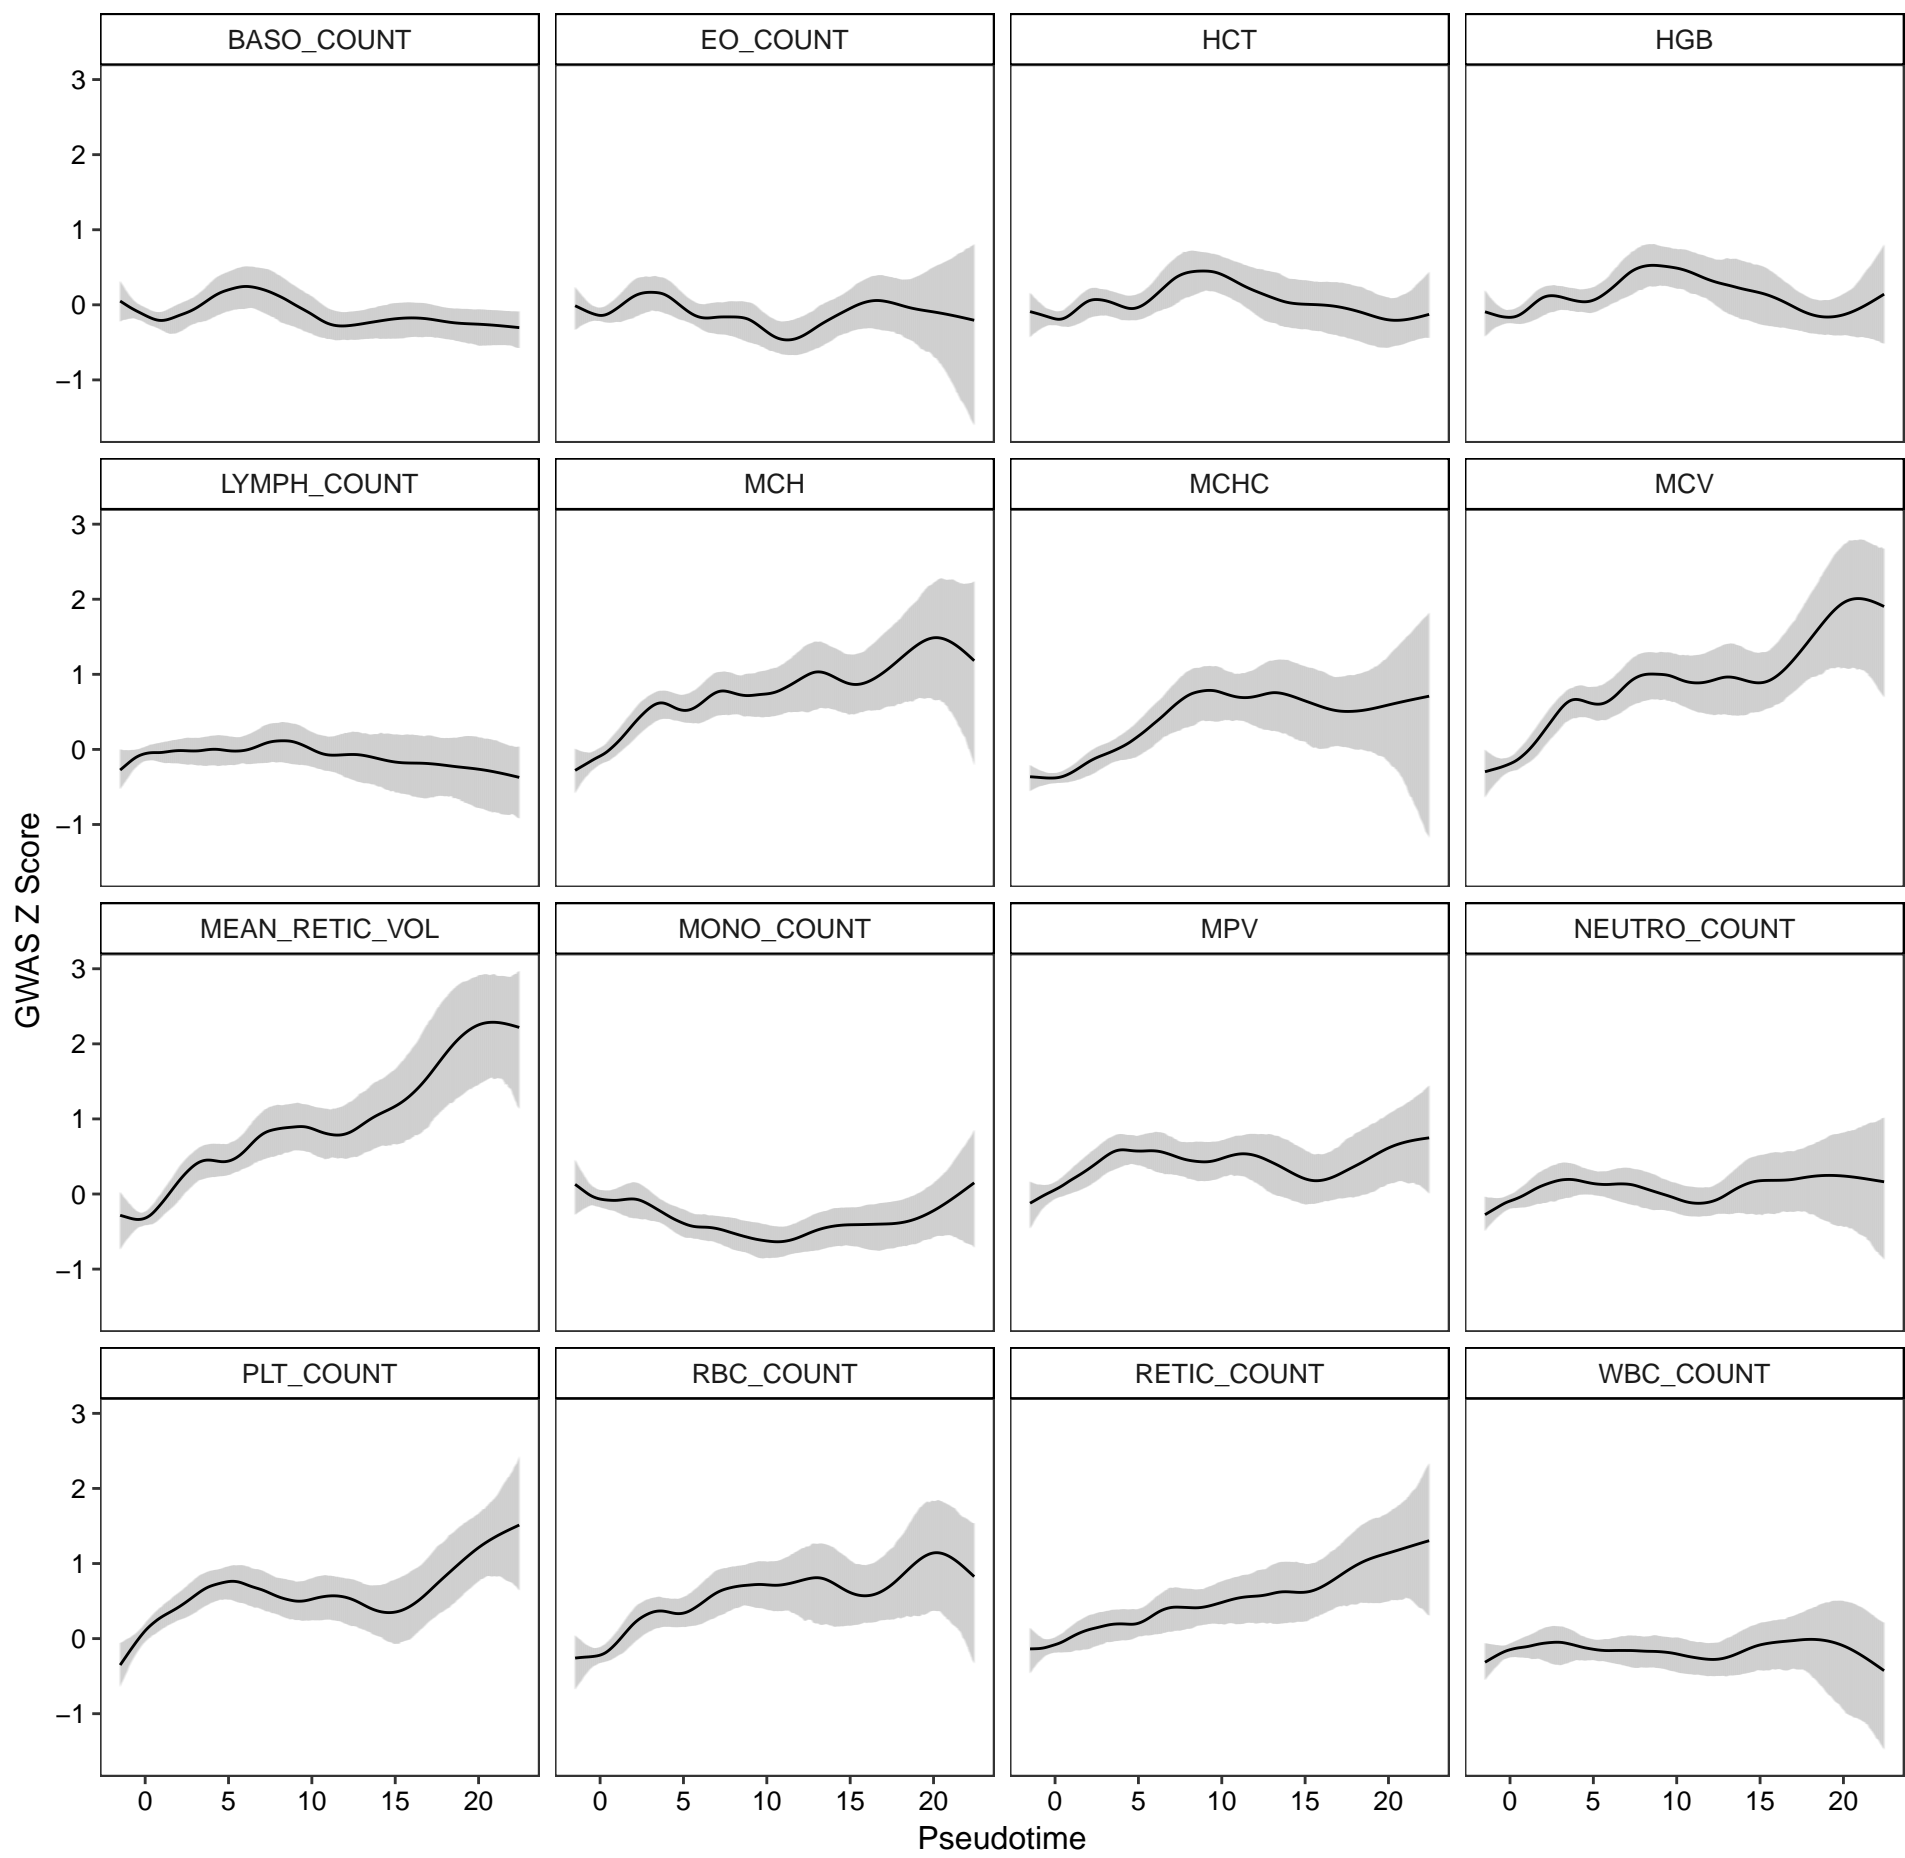 BASO_COUNT EO_COUNT HCT HGB
3
2
1
0
−1
LYMPH_COUNT MCH MCHC MCV
3
2
1
0
−1
GWAS Z Score
MEAN_RETIC_VOL MONO_COUNT MPV NEUTRO_COUNT
3
2
1
0
−1
PLT_COUNT RBC_COUNT RETIC_COUNT WBC_COUNT
3
2
1
0
−1
0 5 10 15 20 0 5 10 15 20 0 5 10 15 20 0 5 10 15 20
Pseudotime